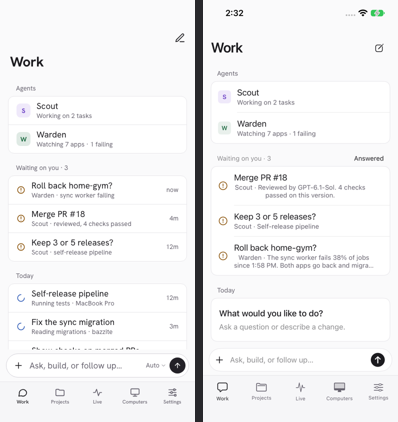 Work
Agents
S
Scout
Working on 2 tasks
W
Warden
Watching 7 apps · 1 failing
Waiting on you · 3
Roll back home-gym?
Warden · sync worker failing
now
Merge PR #18
Scout · reviewed, 4 checks passed
4m
Keep 3 or 5 releases?
Scout · self-release pipeline
12m
Today
Self-release pipeline
Running tests · MacBook Pro
12m
Fix the sync migration
Reading migrations · bazzite
3m
Ask, build, or follow up...
Auto
Work
Projects
Live
Computers
Settings
2:32
Work
Agents
S
Scout
Working on 2 tasks
W
Warden
Watching 7 apps · 1 failing
Waiting on you · 3
Answered
Merge PR #18
Scout · Reviewed by GPT-6.1-Sol. 4 checks
passed on this version.
Keep 3 or 5 releases?
Scout · Self-release pipeline
Roll back home-gym?
Warden · The sync worker fails 38% of jobs
since 1:58 PM. Both apps go back and migra...
Today
What would you like to do?
Ask a question or describe a change.
Ask, build, or follow up...
Work
Projects
Live
Computers
Settings